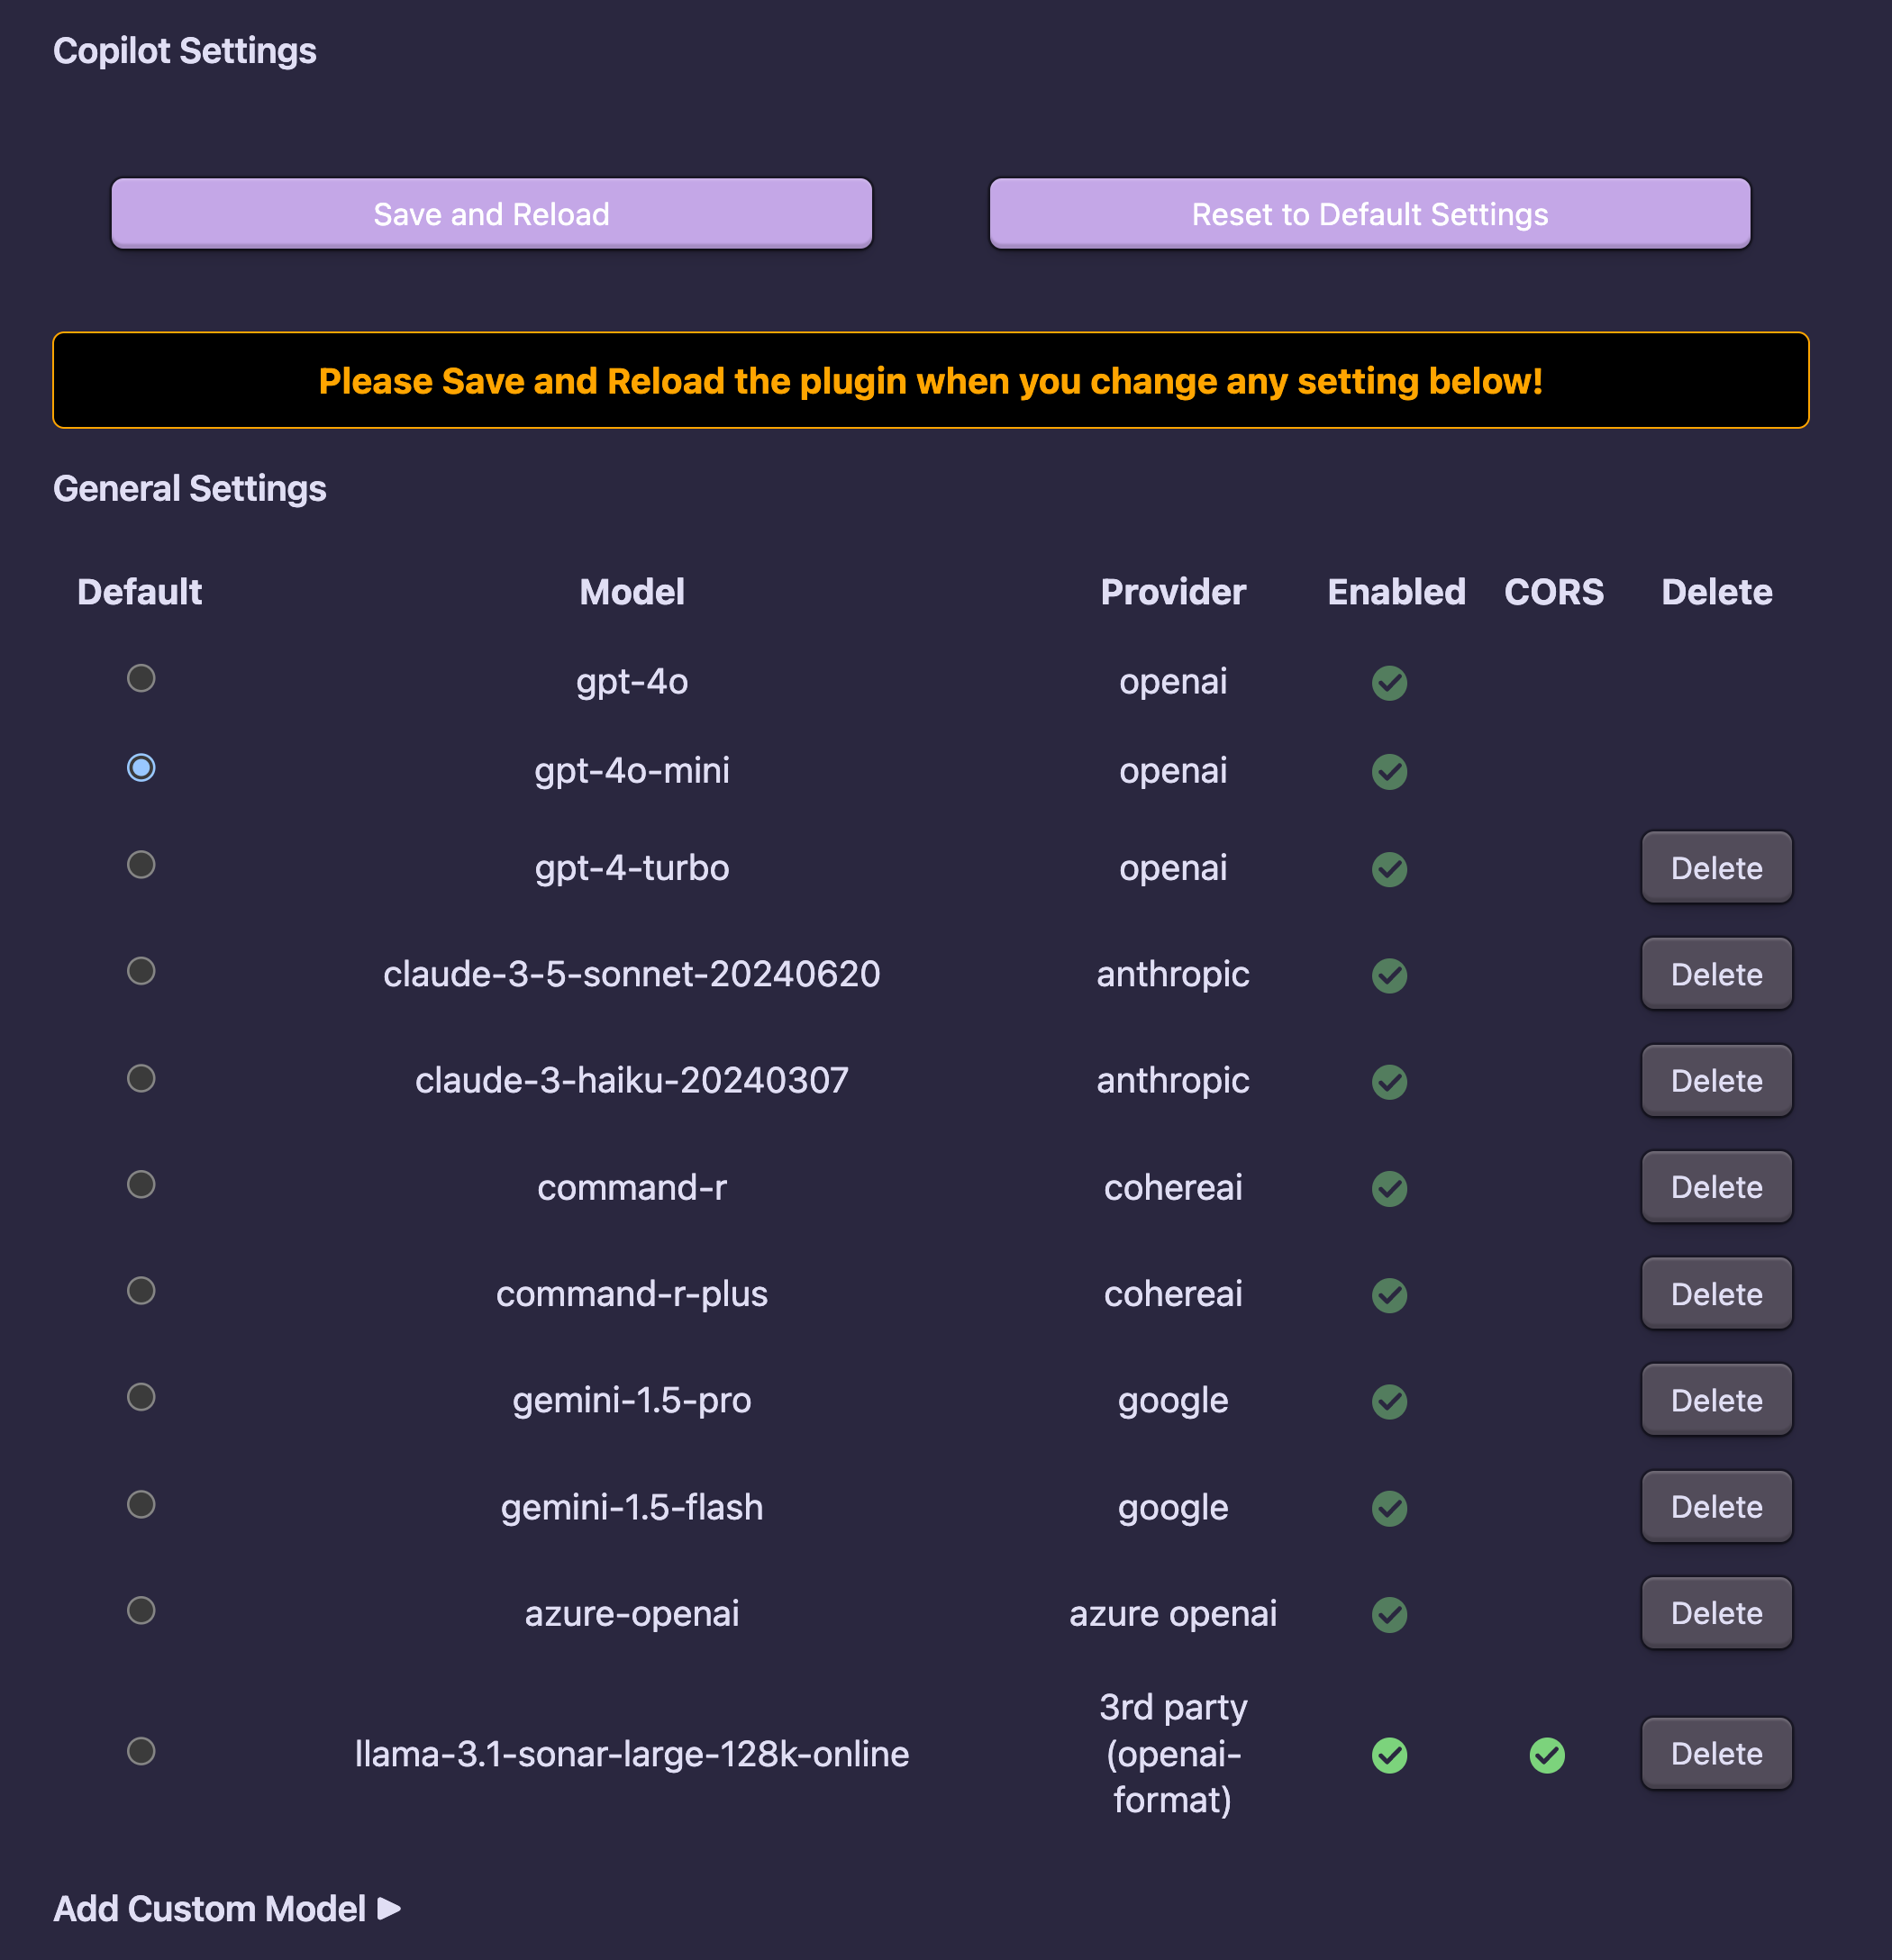 Copilot Settings
Save and Reload
Reset to Default Settings
Please Save and Reload the plugin when you change any setting below!
General Settings
Default Model Provider Enabled CORS Delete
gpt-4o openai
gpt-4o-mini openai
gpt-4-turbo openai Delete
claude-3-5-sonnet-20240620 anthropic Delete
claude-3-haiku-20240307 anthropic Delete
command-r cohereai Delete
command-r-plus cohereai Delete
gemini-1.5-pro google Delete
gemini-1.5-flash google Delete
azure-openai azure openai Delete
3rd party
llama-3.1-sonar-large-128k-online (openai- Delete
format)
Add Custom Model